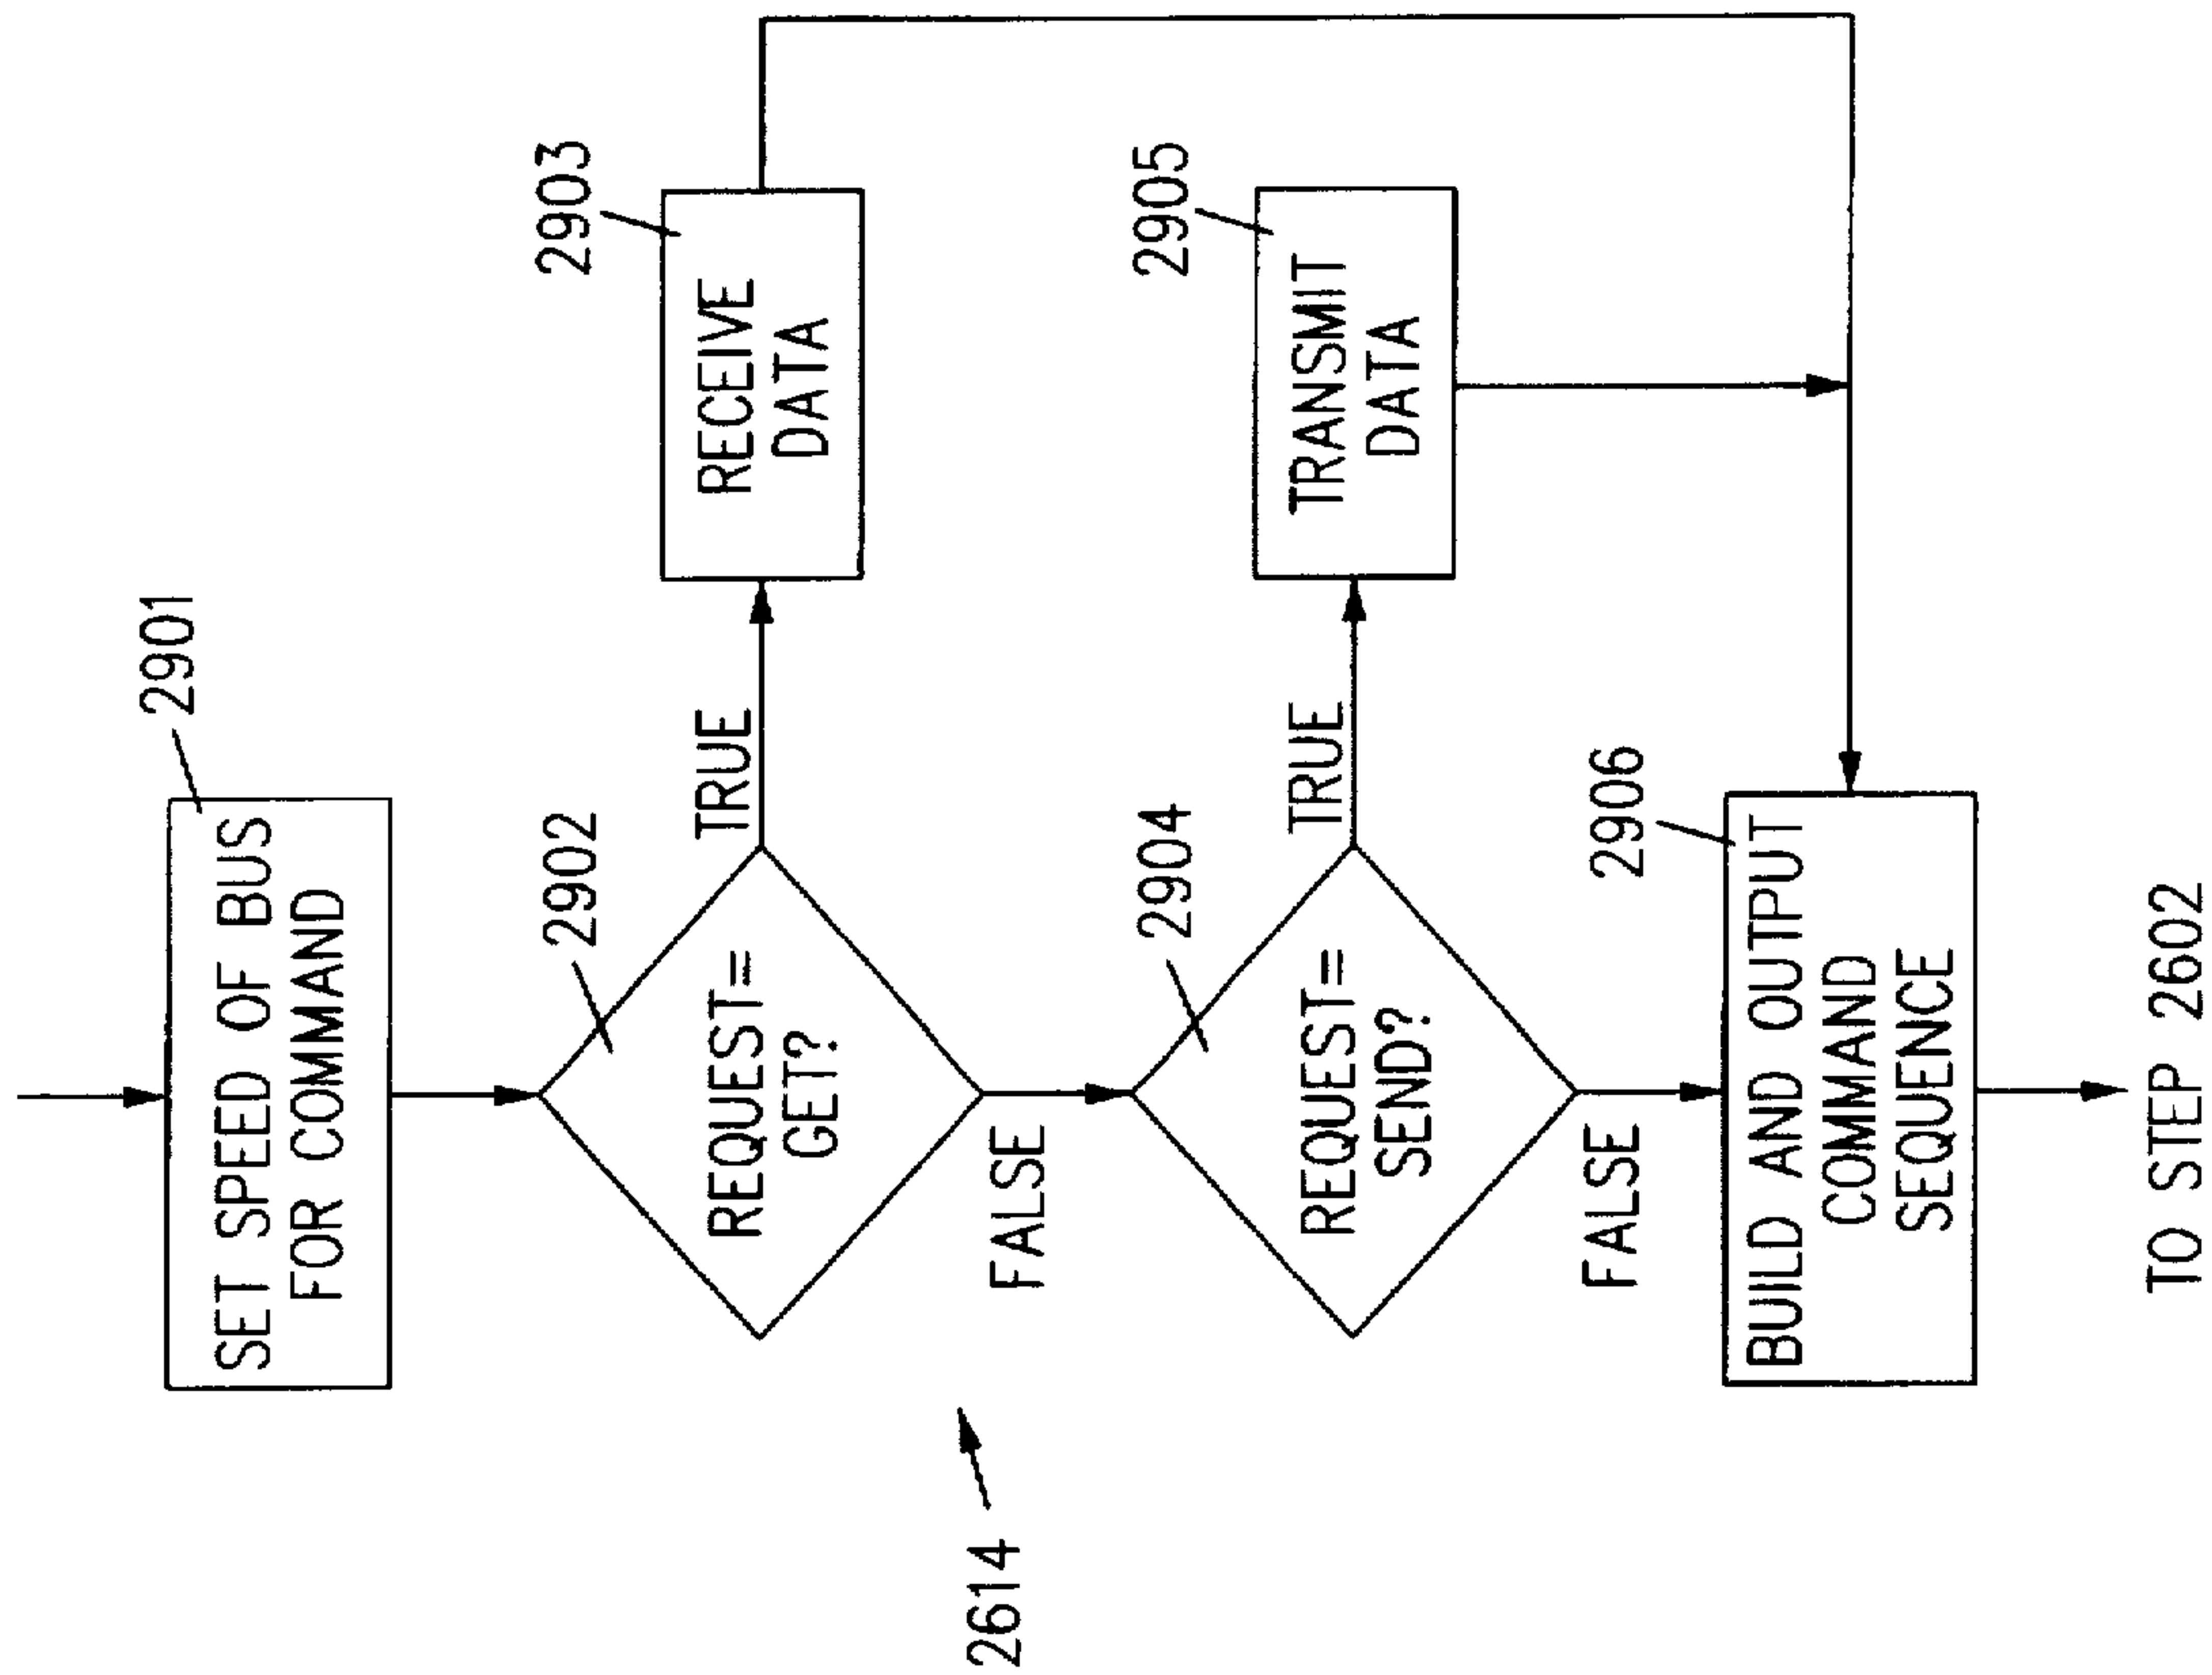 2901
SET SPEED OF BUS
FOR COMMAND
2902
REQUEST=
GET?
TRUE
2903
RECEIVE
DATA
FALSE
2614
2904
REQUEST=
SEND?
TRUE
2905
TRANSMIT
DATA
FALSE
2906
BUILD AND OUTPUT
COMMAND
SEQUENCE
TO STEP 2602